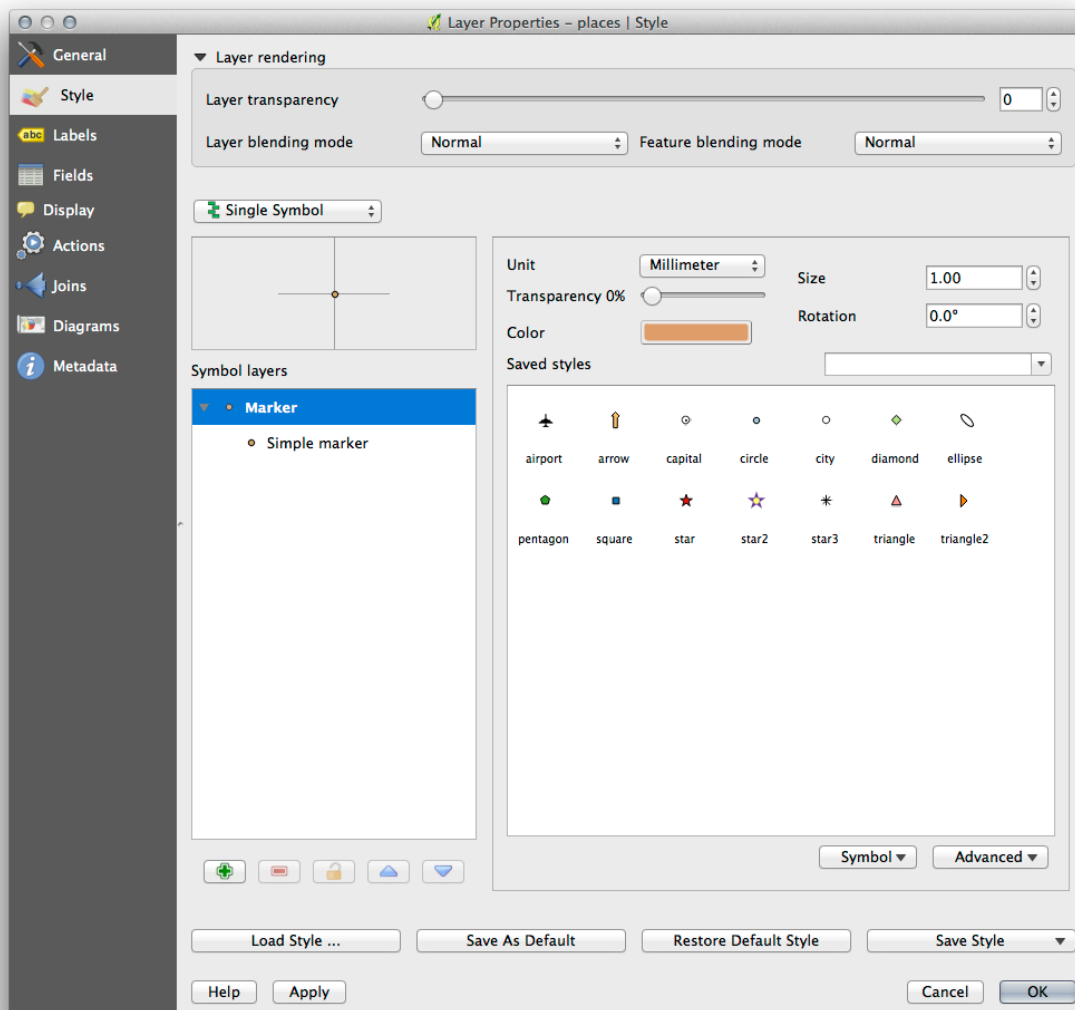 Layer Properties – places | Style
General
Style
abc Labels
Fields
Display
Actions
Joins
i Metadata
Diagrams
Layer rendering
Layer transparency 0
Layer blending mode Normal Feature blending mode Normal
Single Symbol
Unit Millimeter Size 1.00
Transparency 0%
Rotation 0.0°
Color
Saved styles
Symbol layers
Marker
Simple marker
airport arrow capital circle city diamond ellipse
pentagon square star star2 star3 triangle triangle2
Symbol Advanced
Load Style ... Save As Default Restore Default Style Save Style
Help Apply Cancel OK